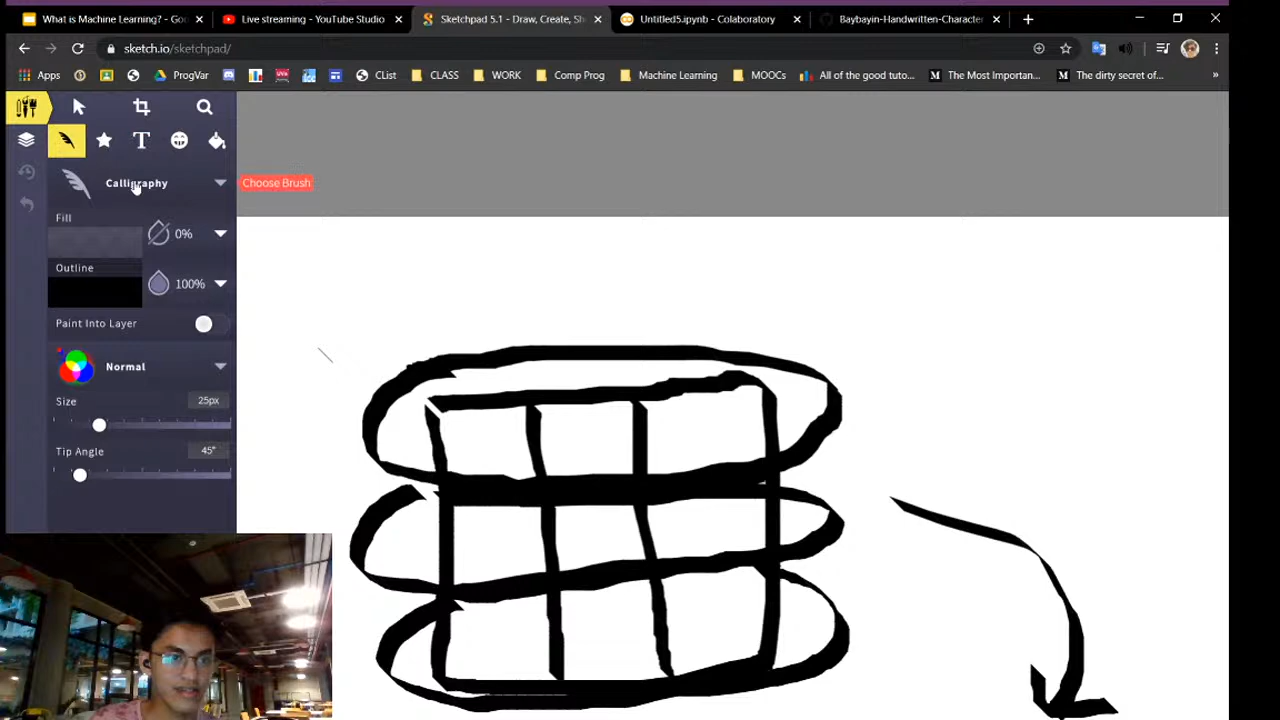 What is Machine Learning? - Goo
Live streaming - YouTube Studio
Sketchpad 5.1 - Draw, Create, Sh
Untitled5.ipynb - Colaboratory
Baybayin-Handwritten-Character
sketch.io/sketchpad/
Apps
ProgVar
CList
CLASS
WORK
Comp Prog
Machine Learning
MOOCs
All of the good tuto...
The Most Importan...
The dirty secret of...
Calligraphy
Choose Brush
Fill
0%
Outline
100%
Paint Into Layer
Normal
Size
25px
Tip Angle
45°